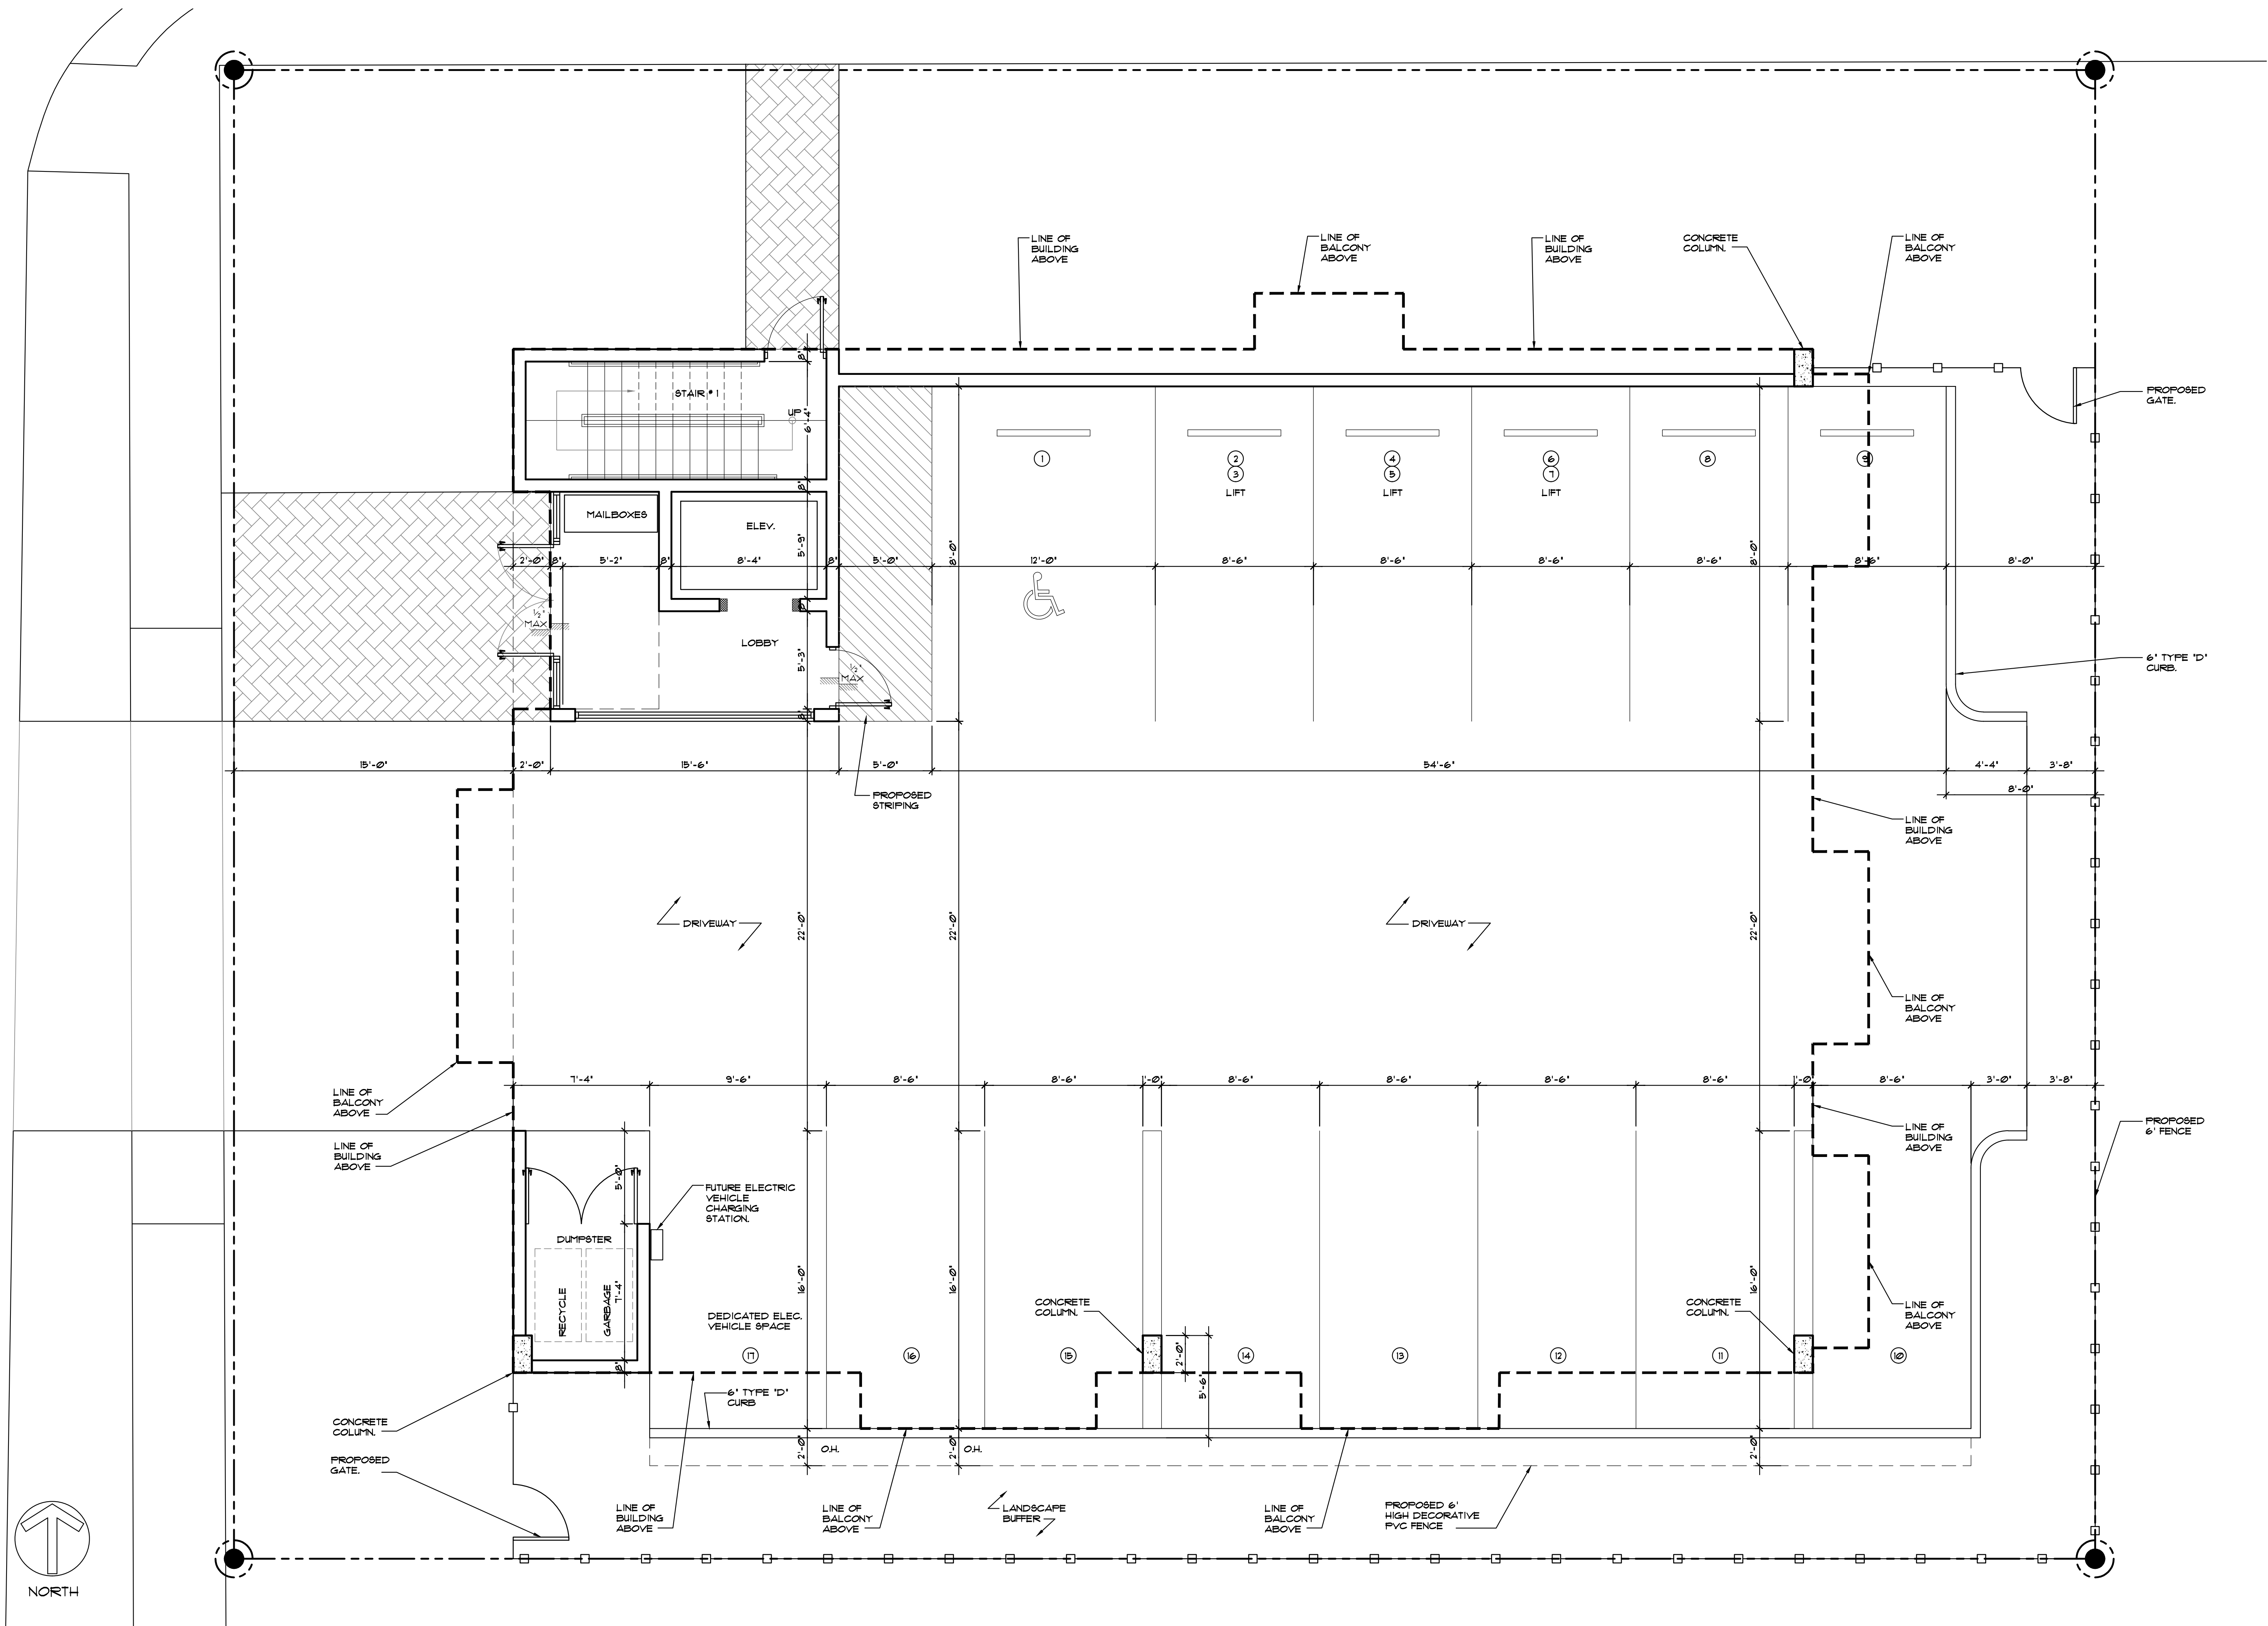 LINE OF
BUILDING
ABOVE
LINE OF
BALCONY
ABOVE
LINE OF
BUILDING
ABOVE
CONCRETE
COLUMN.
LINE OF
BALCONY
ABOVE
PROPOSED
GATE.
STAIR #1
UP
8"
6'-4"
8"
MAILBOXES
ELEV.
5'-9"
1
2
3
LIFT
4
5
LIFT
6
7
LIFT
8
9
2'-0"
8"
5'-2"
8"
8'-4"
8"
5'-0"
18'-0"
12'-0"
8'-6"
8'-6"
8'-6"
8'-6"
18'-0"
8'-6"
8'-0"
1/2"
MAX
8"
LOBBY
5'-3"
1/2"
MAX
8"
6" TYPE "D"
CURB.
15'-0"
2'-0"
15'-6"
5'-0"
54'-6"
4'-4"
3'-8"
8'-0"
PROPOSED
STRIPING
LINE OF
BUILDING
ABOVE
DRIVEWAY
22'-0"
22'-0"
DRIVEWAY
22'-0"
LINE OF
BALCONY
ABOVE
7'-4"
9'-6"
8'-6"
8'-6"
1'-0"
8'-6"
8'-6"
8'-6"
8'-6"
1'-0"
8'-6"
3'-0"
3'-8"
LINE OF
BALCONY
ABOVE
LINE OF
BUILDING
ABOVE
LINE OF
BUILDING
ABOVE
PROPOSED
6' FENCE
5'-0"
FUTURE ELECTRIC
VEHICLE
CHARGING
STATION.
DUMPSTER
RECYCLE
GARBAGE
7'-4"
8"
16'-0"
16'-0"
16'-0"
DEDICATED ELEC.
VEHICLE SPACE
CONCRETE
COLUMN.
CONCRETE
COLUMN.
LINE OF
BALCONY
ABOVE
17
16
15
2'-0"
5'-6"
14
13
12
11
10
6" TYPE "D"
CURB
CONCRETE
COLUMN.
2'-0"
O.H.
2'-0"
O.H.
2'-0"
PROPOSED
GATE.
LINE OF
BUILDING
ABOVE
LINE OF
BALCONY
ABOVE
LANDSCAPE
BUFFER
LINE OF
BALCONY
ABOVE
PROPOSED 6'
HIGH DECORATIVE
PVC FENCE
NORTH